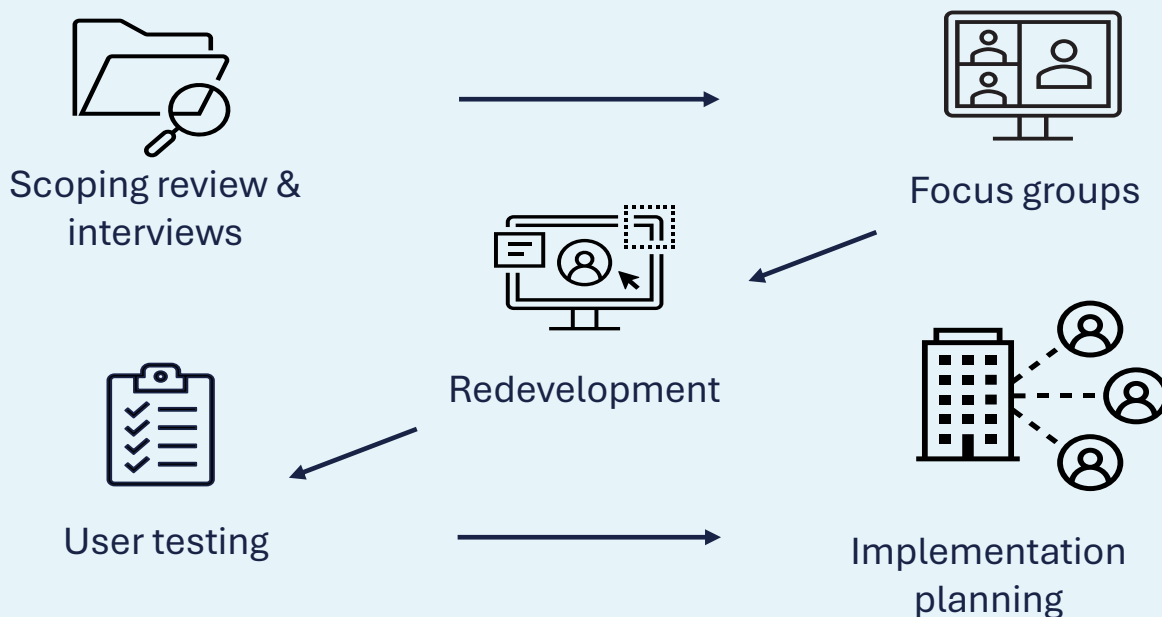 Scoping review &
interviews
Focus groups
Redevelopment
User testing
Implementation
planning